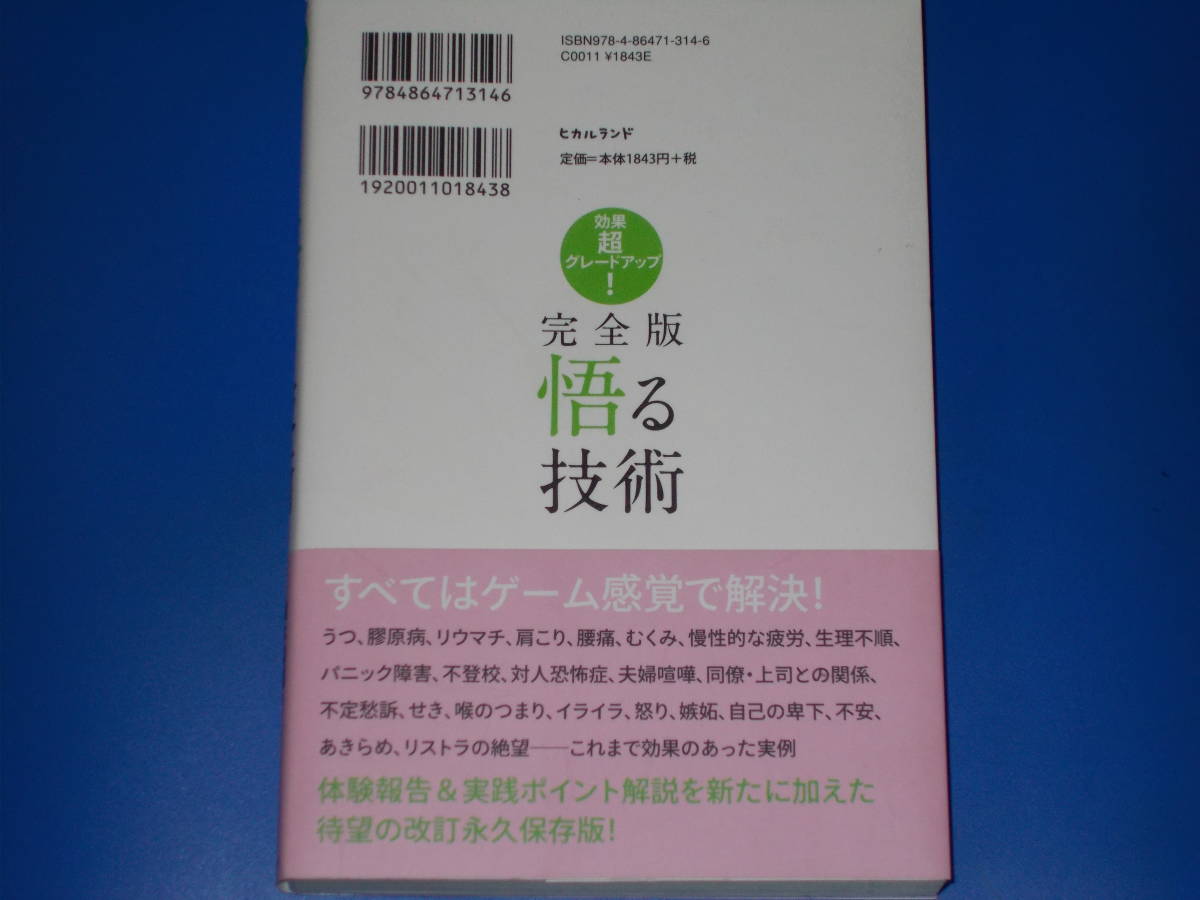 ISBN978-4-86471-314-6
C0011 ¥1843E
9784864713146
ヒカルランド
定価=本体1843円+税
1920011018438
効果
超
グレードアップ
!
完全版
悟る
技術
すべてはゲーム感覚で解決!
うつ、膠原病、リウマチ、肩こり、腰痛、むくみ、慢性的な疲労、生理不順、
パニック障害、不登校、対人恐怖症、夫婦喧嘩、同僚・上司との関係、
不定愁訴、せき、喉のつまり、イライラ、怒り、嫉妬、自己の卑下、不安、
あきらめ、リストラの絶望──これまで効果のあった実例
体験報告&実践ポイント解説を新たに加えた
待望の改訂永久保存版!